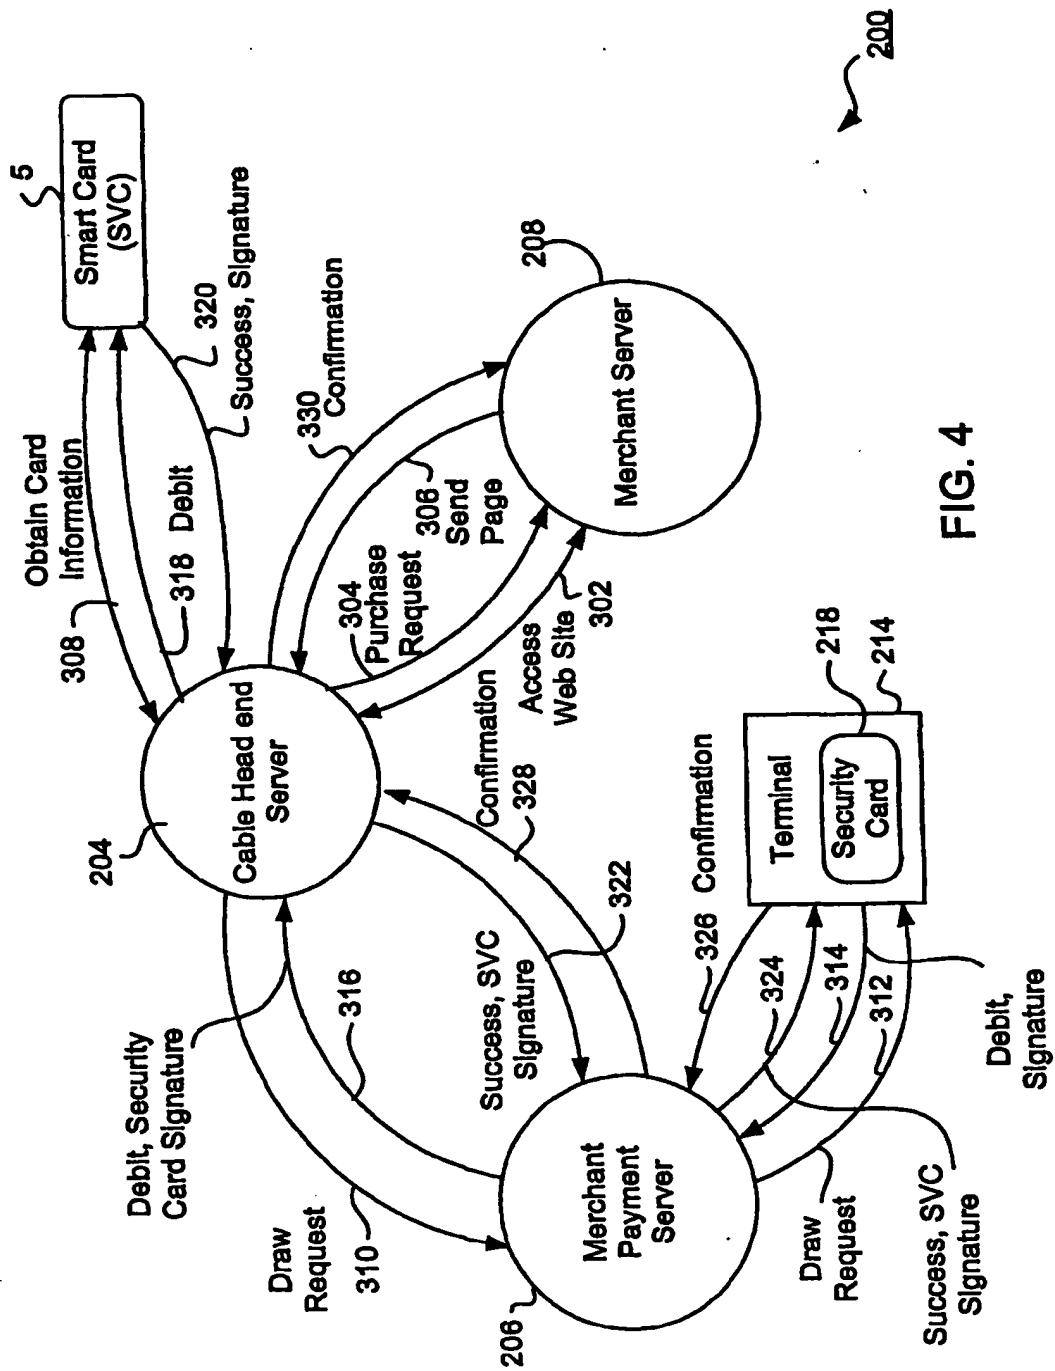 5
Smart Card
(SVC)
320
Success, Signature
Obtain Card
Information
308
318 Debit
204
Cable Head end
Server
330
Confirmation
306
Send
Page
304
Purchase
Request
Access
Web Site
302
208
Merchant Server
200
Debit, Security
Card Signature
316
Draw
Request
310
Success, SVC
Signature
322
Confirmation
328
206
Merchant
Payment
Server
326 Confirmation
324
314
312
Terminal
Security
Card
218
214
Debit,
Signature
Draw
Request
Success, SVC
Signature
FIG. 4